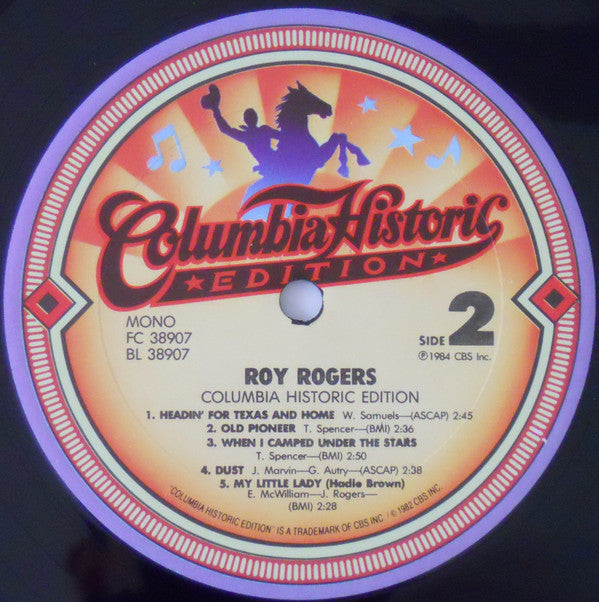 Columbia Historic
★EDITION★
MONO
FC 38907
BL 38907
SIDE 2
℗ 1984 CBS Inc.
ROY ROGERS
COLUMBIA HISTORIC EDITION
1. HEADIN' FOR TEXAS AND HOME W. Samuels—(ASCAP) 2:45
2. OLD PIONEER T. Spencer—(BMI) 2:36
3. WHEN I CAMPED UNDER THE STARS
T. Spencer—(BMI) 2:50
4. DUST J. Marvin—G. Autry—(ASCAP) 2:38
5. MY LITTLE LADY (Hadie Brown)
E. McWilliam—J. Rogers—
(BMI) 2:28
"COLUMBIA HISTORIC EDITION" IS A TRADEMARK OF CBS INC. / © 1982 CBS INC.